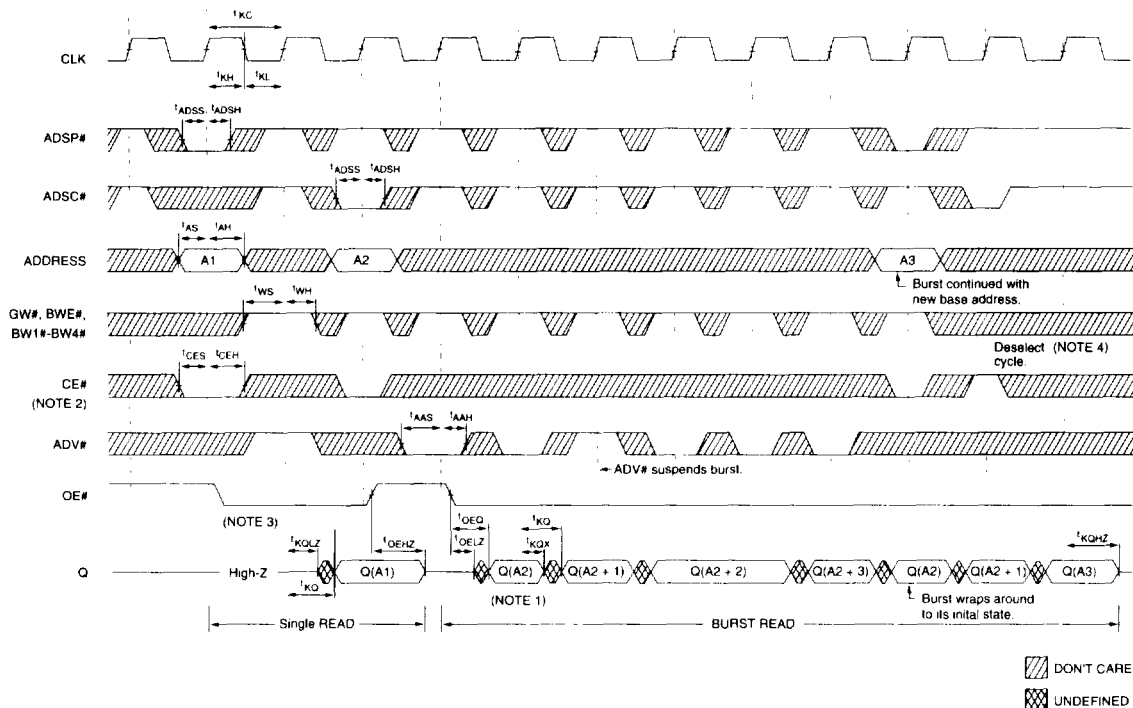 tKC
CLK
tKH tKL
tADSS tADSH
ADSP#
tADSS tADSH
ADSC#
tAS tAH
ADDRESS A1 A2 A3
Burst continued with
new base address.
tWS tWH
GW#, BWE#,
BW1#-BW4#
Deselect (NOTE 4)
cycle.
tCES tCEH
CE#
(NOTE 2)
tAAS tAAH
ADV#
ADV# suspends burst.
OE#
(NOTE 3)
tKQLZ tOEHZ tOEQ tOELZ tKQ tKQX tKQHZ
Q High-Z Q(A1) Q(A2) Q(A2 + 1) Q(A2 + 2) Q(A2 + 3) Q(A2) Q(A2 + 1) Q(A3)
tKQ
(NOTE 1)
Burst wraps around
to its inital state.
Single READ BURST READ
DON'T CARE
UNDEFINED